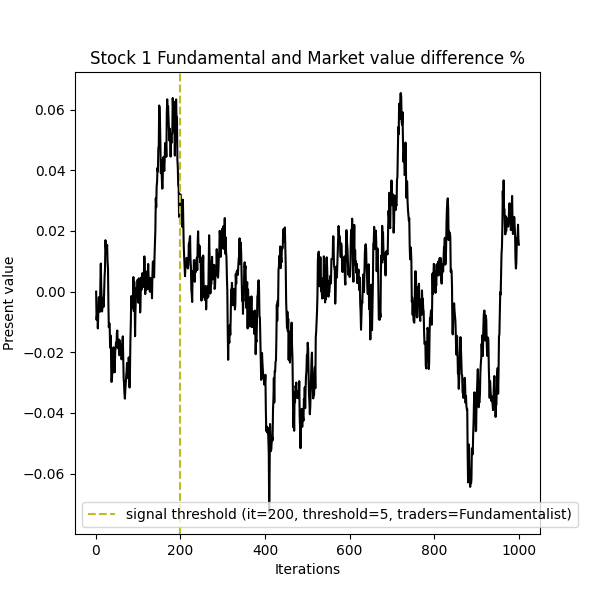 Stock 1 Fundamental and Market value difference %
0.06
0.04
0.02
0.00
−0.02
−0.04
−0.06
Present value
signal threshold (it=200, threshold=5, traders=Fundamentalist)
0 200 400 600 800 1000
Iterations